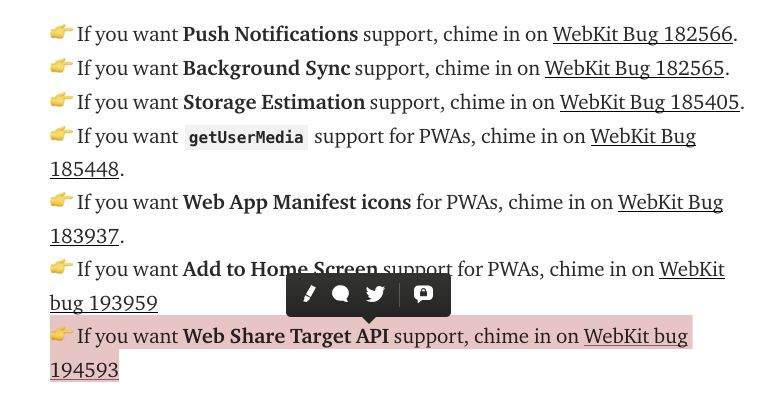 👉 If you want Push Notifications support, chime in on WebKit Bug 182566.
👉 If you want Background Sync support, chime in on WebKit Bug 182565.
👉 If you want Storage Estimation support, chime in on WebKit Bug 185405.
👉 If you want getUserMedia support for PWAs, chime in on WebKit Bug
185448.
👉 If you want Web App Manifest icons for PWAs, chime in on WebKit Bug
183937.
👉 If you want Add to Home Screen support for PWAs, chime in on WebKit
bug 193959
👉 If you want Web Share Target API support, chime in on WebKit bug
194593